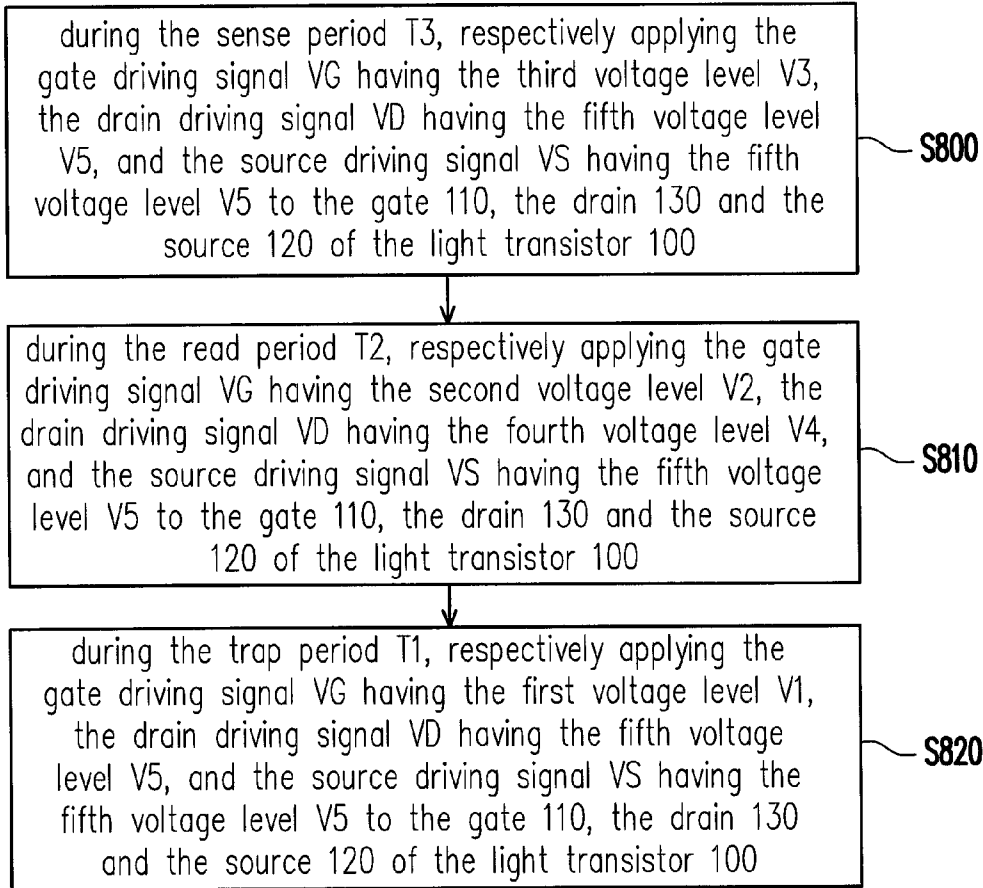 during the sense period T3, respectively applying the
gate driving signal VG having the third voltage level V3,
the drain driving signal VD having the fifth voltage level
V5, and the source driving signal VS having the fifth
voltage level V5 to the gate 110, the drain 130 and the
source 120 of the light transistor 100
S800
during the read period T2, respectively applying the gate
driving signal VG having the second voltage level V2, the
drain driving signal VD having the fourth voltage level V4,
and the source driving signal VS having the fifth voltage
level V5 to the gate 110, the drain 130 and the source
120 of the light transistor 100
S810
during the trap period T1, respectively applying the
gate driving signal VG having the first voltage level V1,
the drain driving signal VD having the fifth voltage
level V5, and the source driving signal VS having the
fifth voltage level V5 to the gate 110, the drain 130
and the source 120 of the light transistor 100
S820